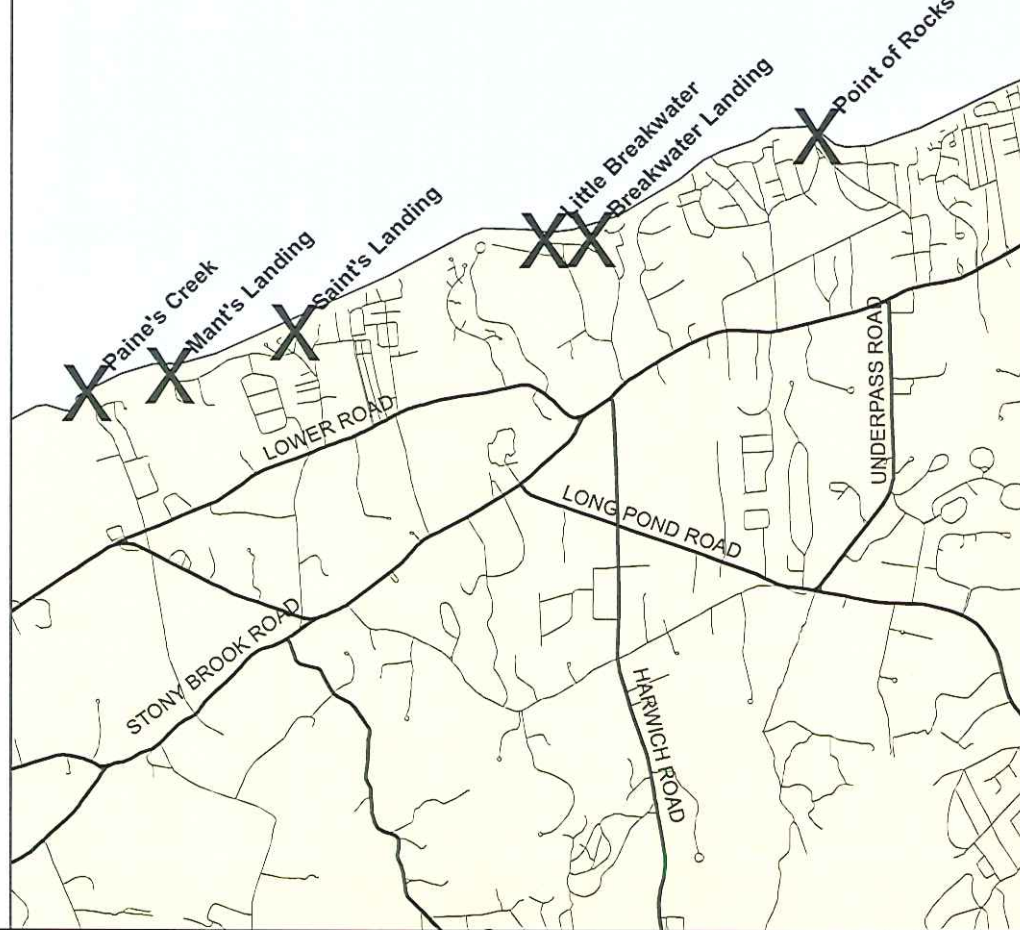 Point of Rocks
Little Breakwater
Breakwater Landing
Saint's Landing
Mant's Landing
Paine's Creek
LOWER ROAD
UNDERPASS ROAD
LONG POND ROAD
STONY BROOK ROAD
HARWICH ROAD